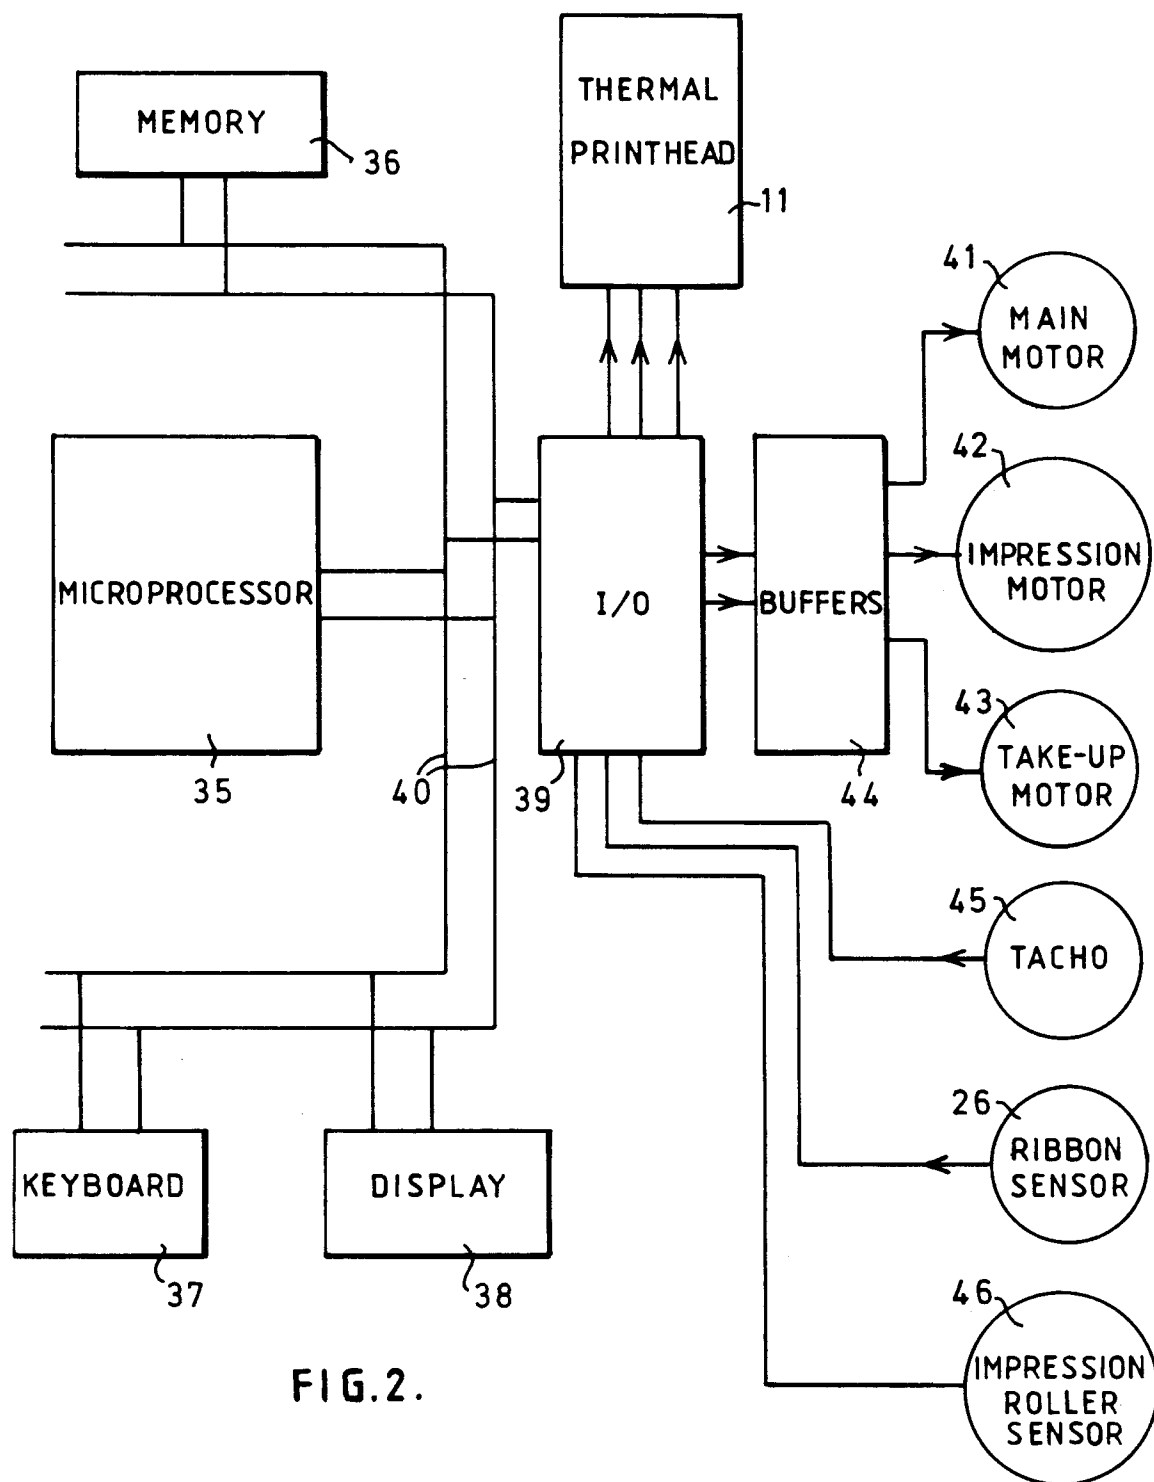 THERMAL
PRINTHEAD
11
MEMORY
36
41
MAIN
MOTOR
42
IMPRESSION
MOTOR
MICROPROCESSOR
35
40
I/O
39
BUFFERS
44
43
TAKE-UP
MOTOR
45
TACHO
26
RIBBON
SENSOR
KEYBOARD
37
DISPLAY
38
46
IMPRESSION
ROLLER
SENSOR
FIG.2.